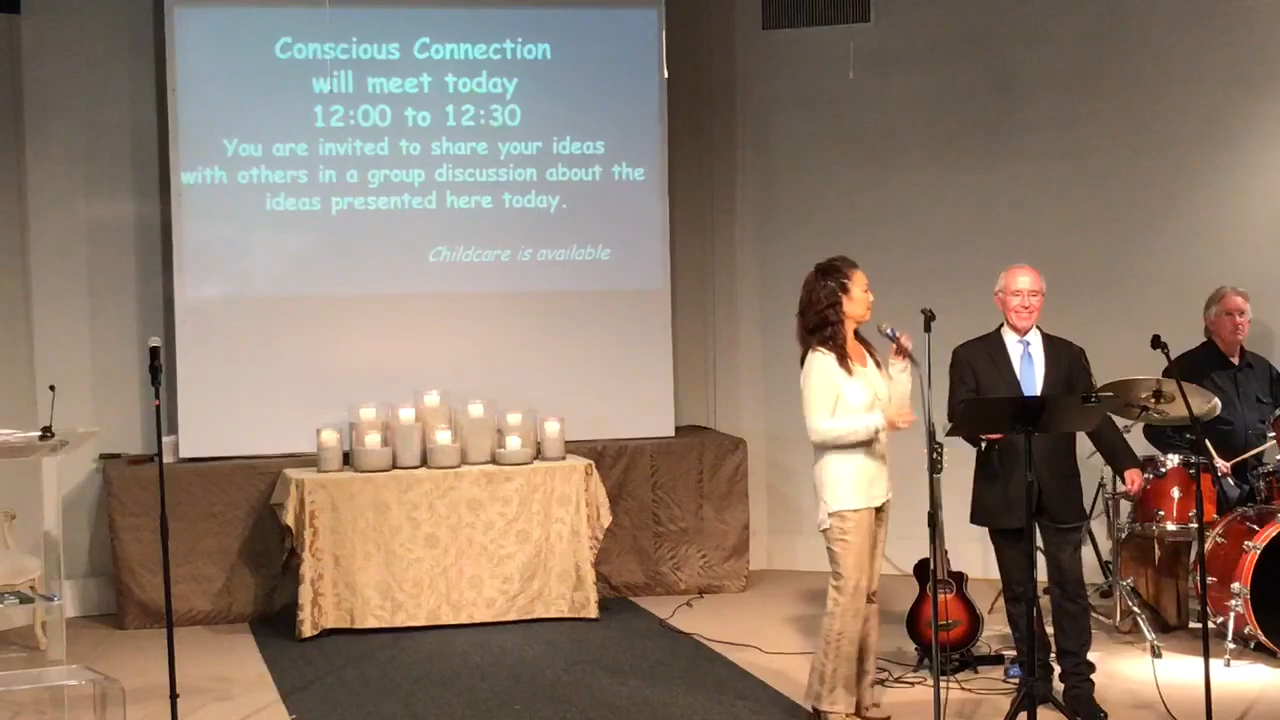 Conscious Connection
will meet today
12:00 to 12:30
You are invited to share your ideas
with others in a group discussion about the
ideas presented here today.
Childcare is available